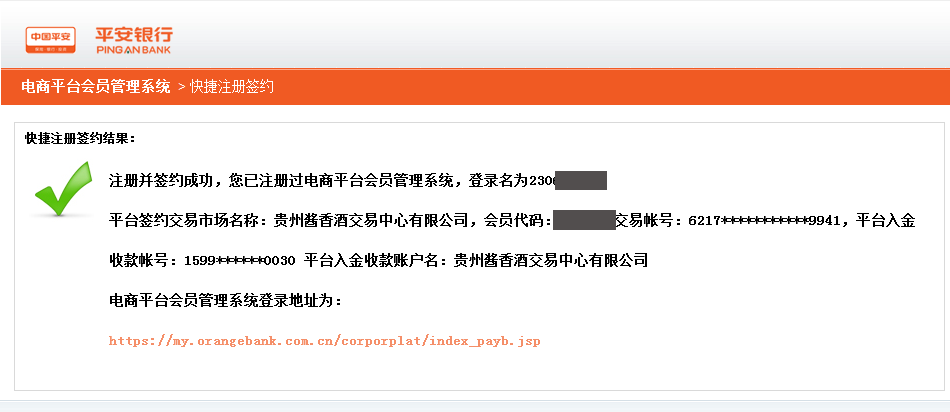 中国平安
平安银行
PINGAN BANK
电商平台会员管理系统 > 快捷注册签约
快捷注册签约结果：
注册并签约成功，您已注册过电商平台会员管理系统，登录名为230
平台签约交易市场名称：贵州酱香酒交易中心有限公司，会员代码：交易帐号：6217***********9941，平台入金
收款帐号：1599******0030 平台入金收款账户名：贵州酱香酒交易中心有限公司
电商平台会员管理系统登录地址为：
https://my.orangebank.com.cn/corporplat/index_payb.jsp